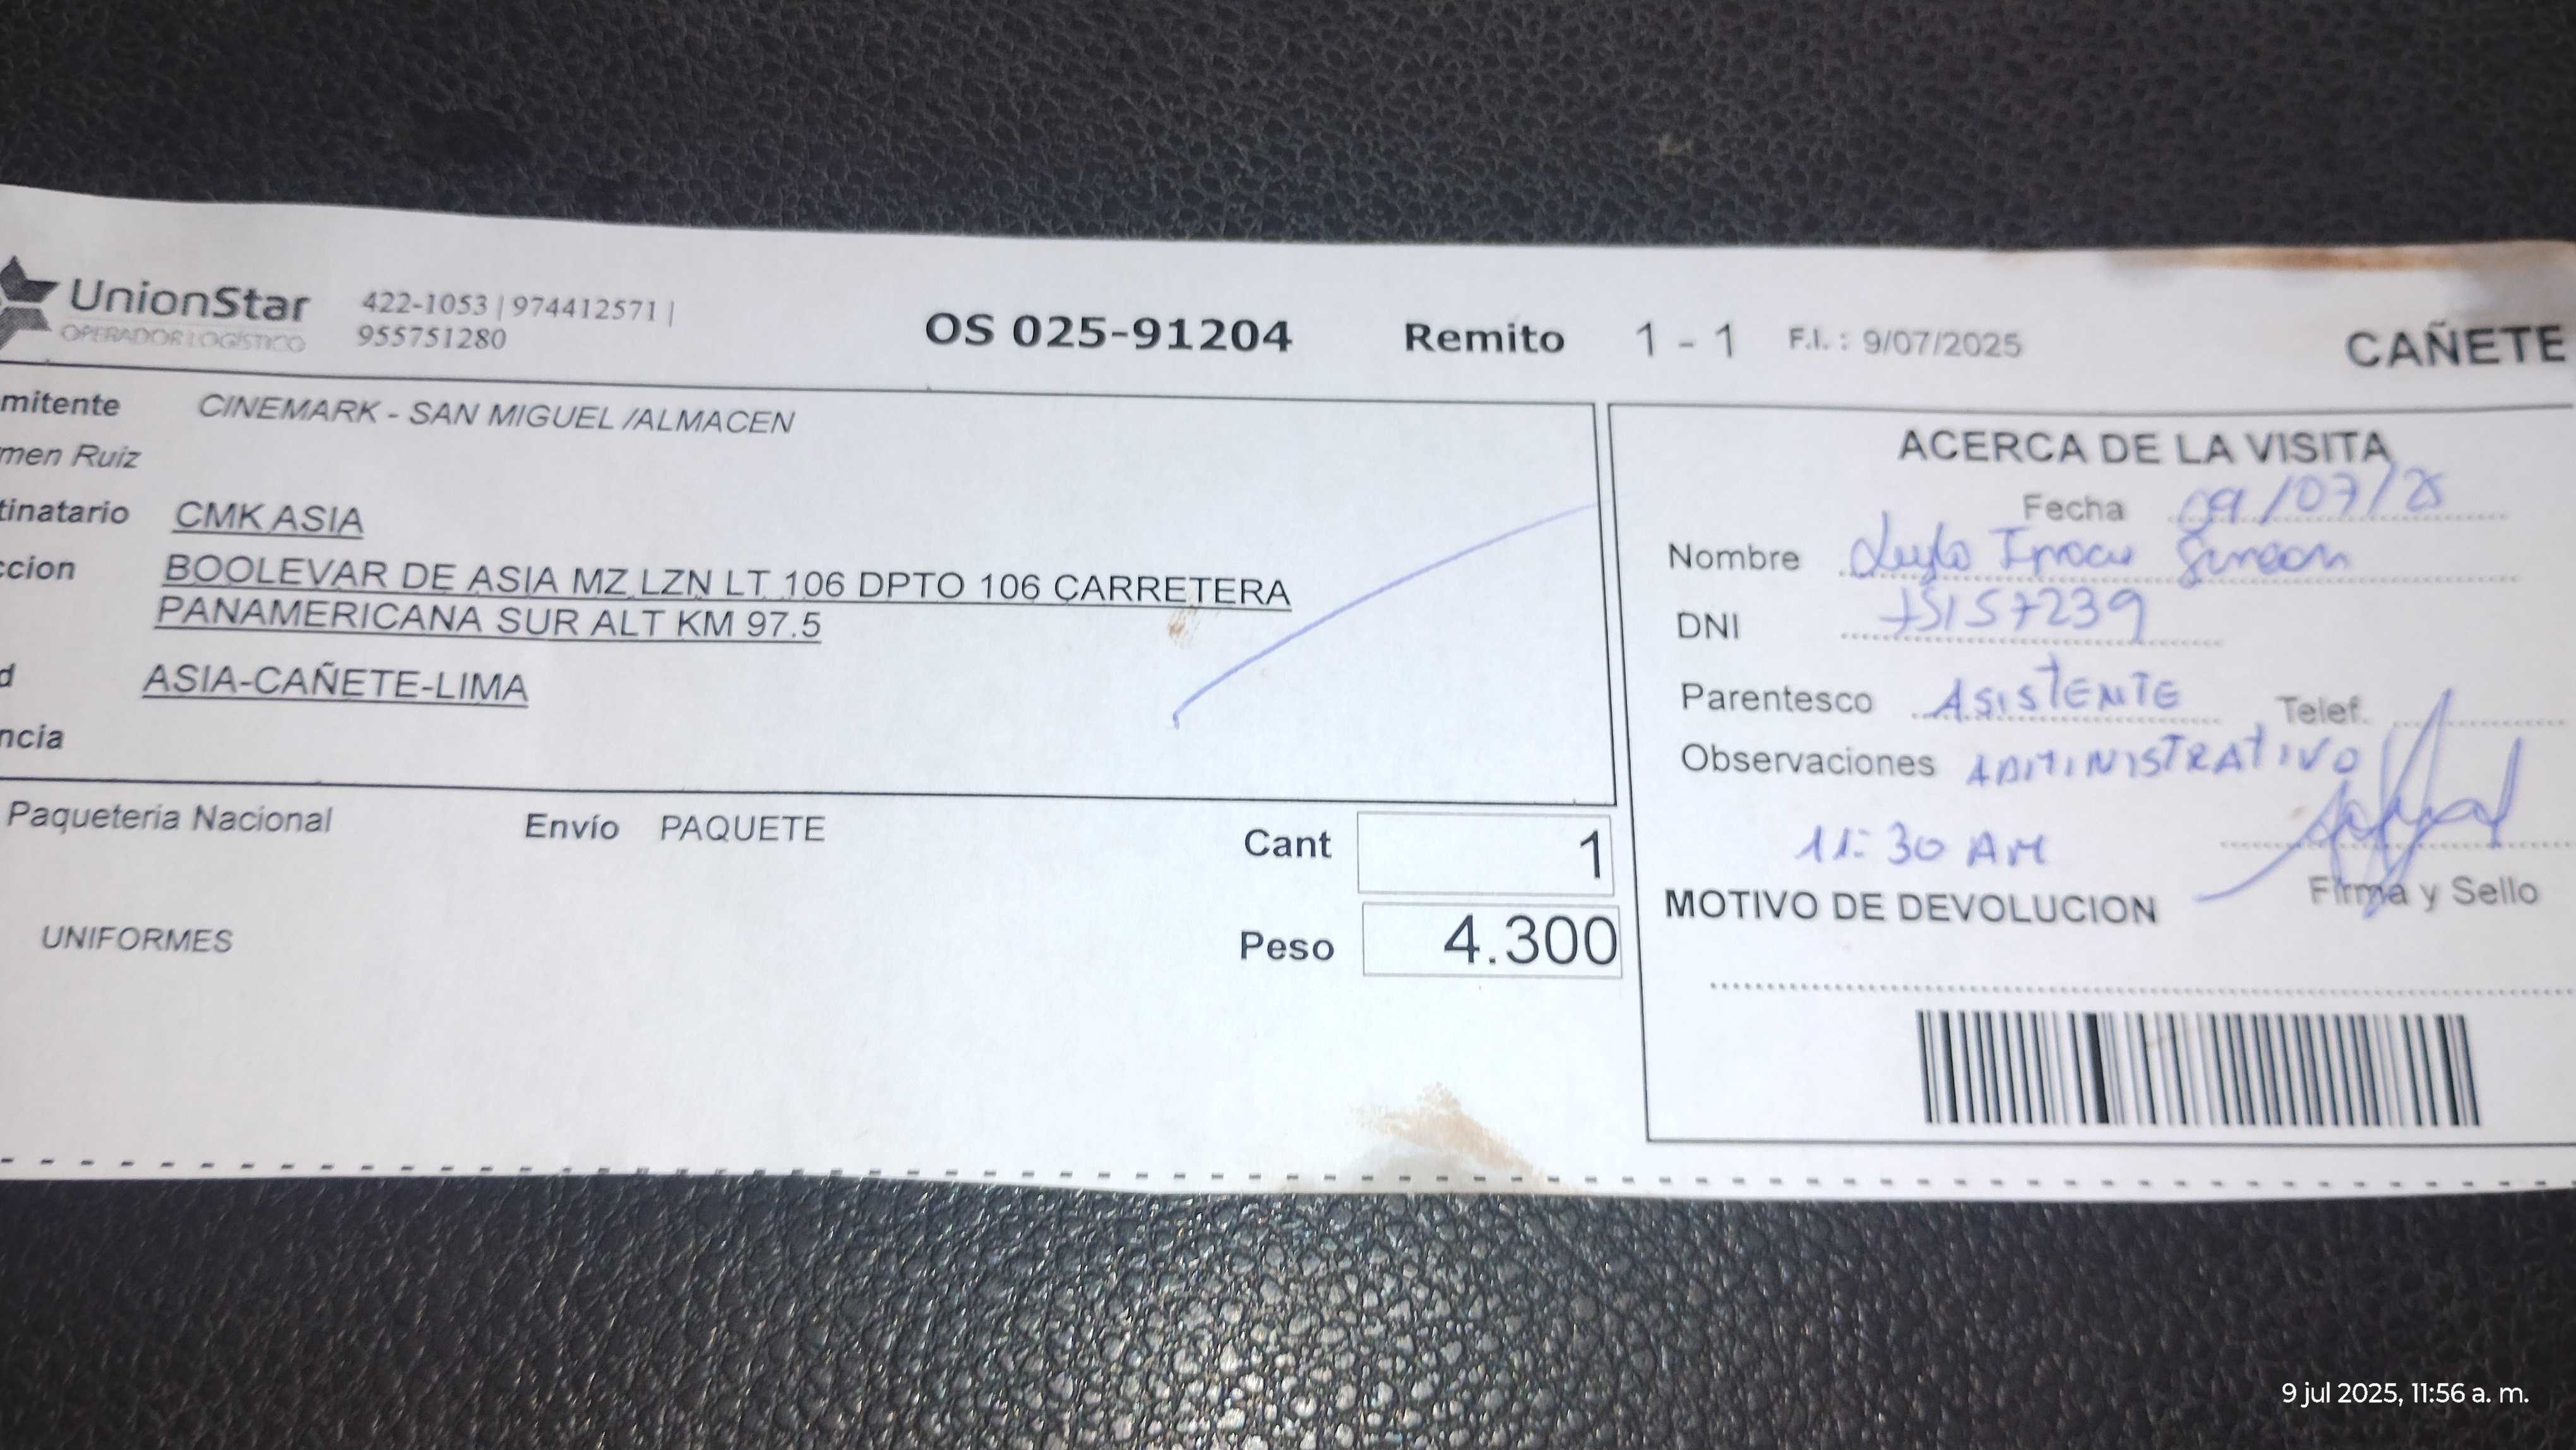 UnionStar
OPERADOR LOGÍSTICO
422-1053 | 974412571 |
955751280
OS 025-91204 Remito 1 - 1 F.I. : 9/07/2025 CAÑETE
mitente CINEMARK - SAN MIGUEL /ALMACEN
men Ruiz
tinatario CMK ASIA
ccion BOOLEVAR DE ASIA MZ LZN LT 106 DPTO 106 CARRETERA
PANAMERICANA SUR ALT KM 97.5
d ASIA-CAÑETE-LIMA
ncia
Paqueteria Nacional Envío PAQUETE Cant 1
UNIFORMES Peso 4.300
ACERCA DE LA VISITA
Fecha 09/07/25
Nombre
DNI 75157239
Parentesco ASISTENTE Telef.
Observaciones ADMINISTRATIVO
11:30 AM
Firma y Sello
MOTIVO DE DEVOLUCION
9 jul 2025, 11:56 a. m.